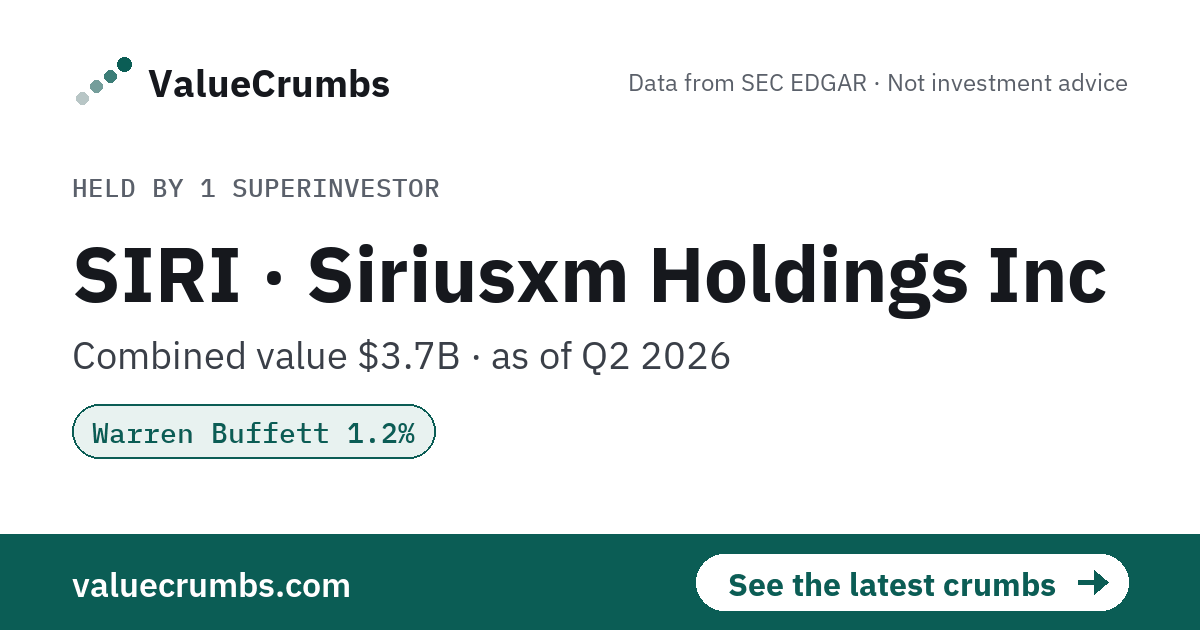 ValueCrumbs
Data from SEC EDGAR · Not investment advice
HELD BY 1 SUPERINVESTOR
SIRI · Siriusxm Holdings Inc
Combined value $3.7B · as of Q2 2026
Warren Buffett 1.2%
valuecrumbs.com
See the latest crumbs →